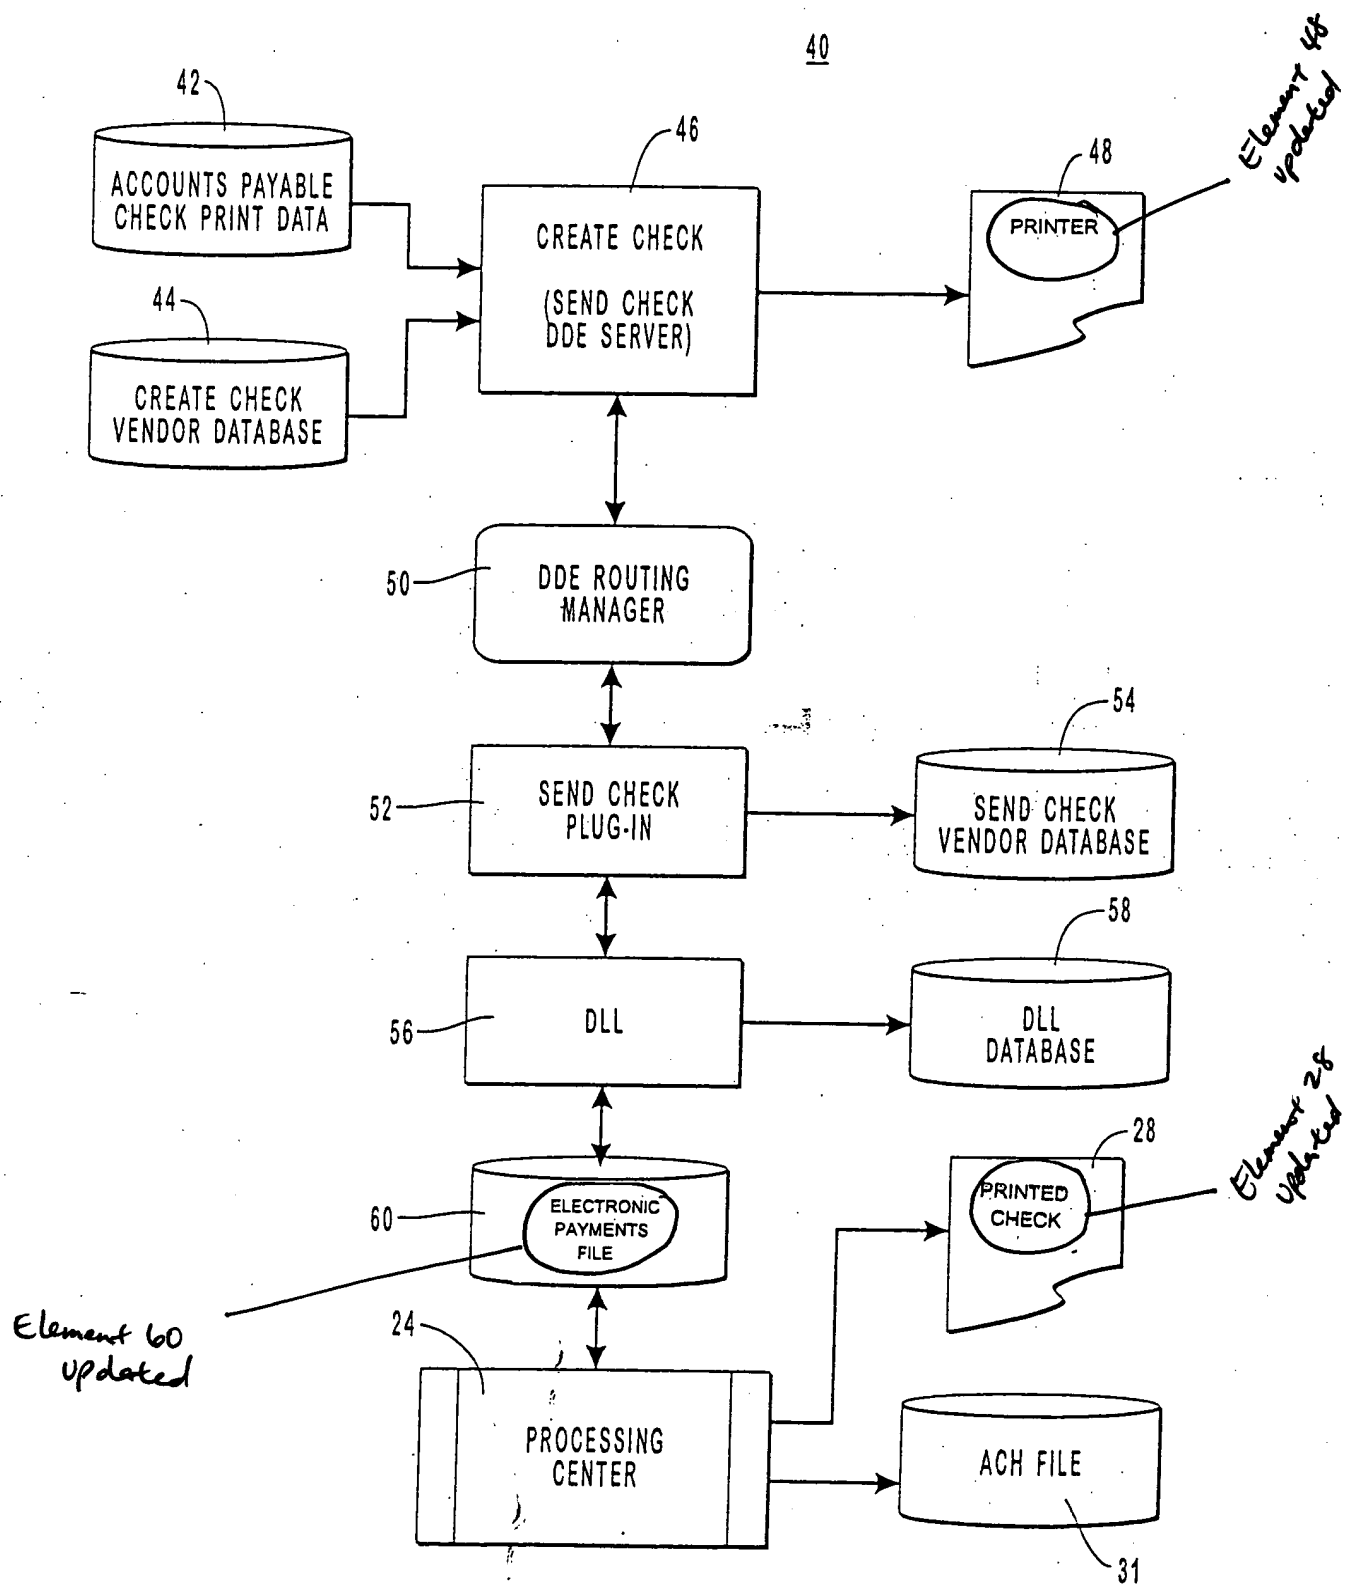 40
Element 48
updated
42
ACCOUNTS PAYABLE
CHECK PRINT DATA
46
CREATE CHECK
(SEND CHECK
DDE SERVER)
48
PRINTER
44
CREATE CHECK
VENDOR DATABASE
50
DDE ROUTING
MANAGER
52
SEND CHECK
PLUG-IN
54
SEND CHECK
VENDOR DATABASE
56
DLL
58
DLL
DATABASE
60
ELECTRONIC
PAYMENTS
FILE
28
PRINTED
CHECK
Element 28
updated
Element 60
updated
24
PROCESSING
CENTER
ACH FILE
31